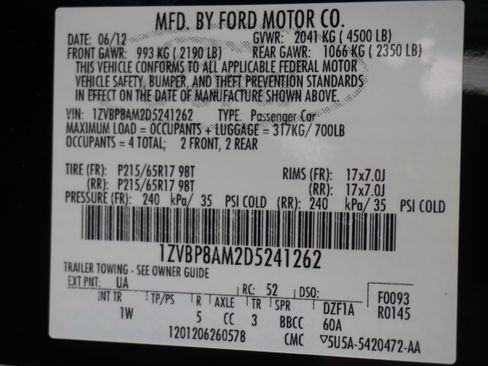 MFD. BY FORD MOTOR CO.
DATE: 06/12 GVWR: 2041 KG (4500 LB)
FRONT GAWR: 993 KG (2190 LB) REAR GAWR: 1066 KG (2350 LB)
THIS VEHICLE CONFORMS TO ALL APPLICABLE FEDERAL MOTOR
VEHICLE SAFETY, BUMPER, AND THEFT PREVENTION STANDARDS
IN EFFECT ON THE DATE OF MANUFACTURE SHOWN ABOVE.
VIN: 1ZVBP8AM2D5241262 TYPE: Passenger Car
MAXIMUM LOAD = OCCUPANTS + LUGGAGE = 317KG/700LB
OCCUPANTS = 4 TOTAL; 2 FRONT, 2 REAR
TIRE (FR): P215/65R17 98T RIMS (FR): 17x7.0J
(RR): P215/65R17 98T (RR): 17x7.0J
PRESSURE (FR): 240 kPa/ 35 PSI COLD (RR): 240 kPa/ 35 PSI COLD
1ZVBP8AM2D5241262
TRAILER TOWING - SEE OWNER GUIDE
EXT PNT: UA RC: 52 DSO: F0093
INT TR TP/PS R AXLE TR SPR DZF1A R0145
1W 5 CC 3 BBCC 60A
1201206260578 CMC ▽5U5A-5420472-AA